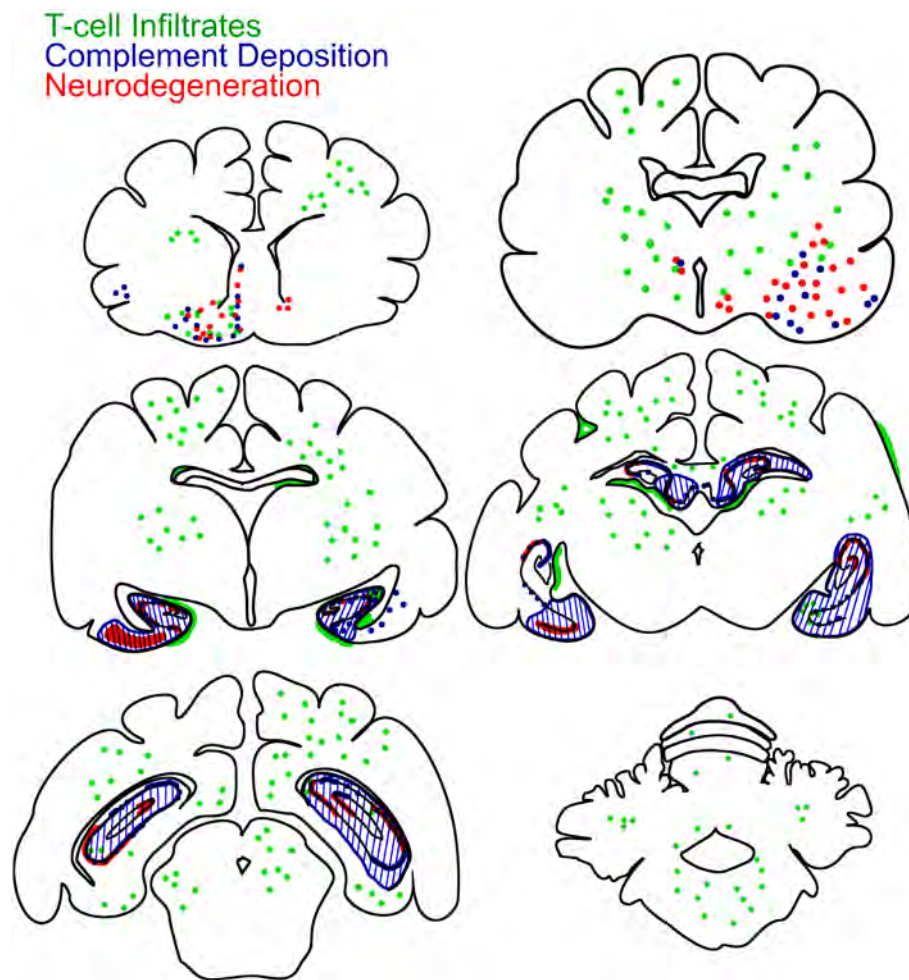 T-cell Infiltrates
Complement Deposition
Neurodegeneration